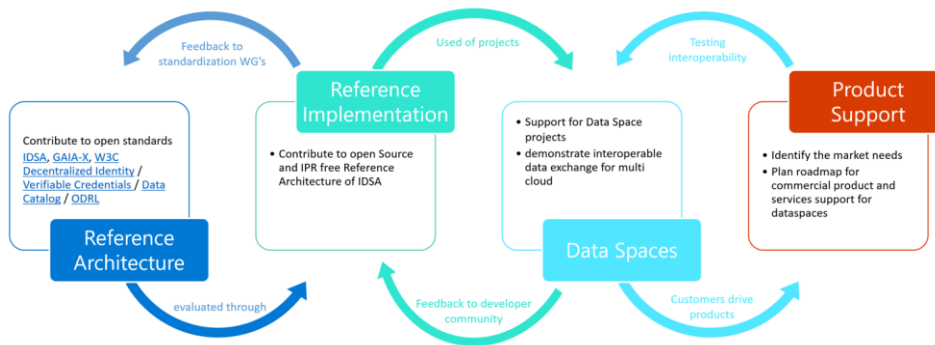 Feedback to
standardization WG's
Used of projects
Testing
interoperability
Reference
Implementation
Product
Support
Contribute to open standards
IDSA, GAIA-X, W3C
Decentralized Identity /
Verifiable Credentials / Data
Catalog / ODRL
• Contribute to open Source
and IPR free Reference
Architecture of IDSA
• Support for Data Space
projects
• demonstrate interoperable
data exchange for multi
cloud
• Identify the market needs
• Plan roadmap for
commercial product and
services support for
dataspaces
Reference
Architecture
Data Spaces
evaluated through
Feedback to developer
community
Customers drive
products